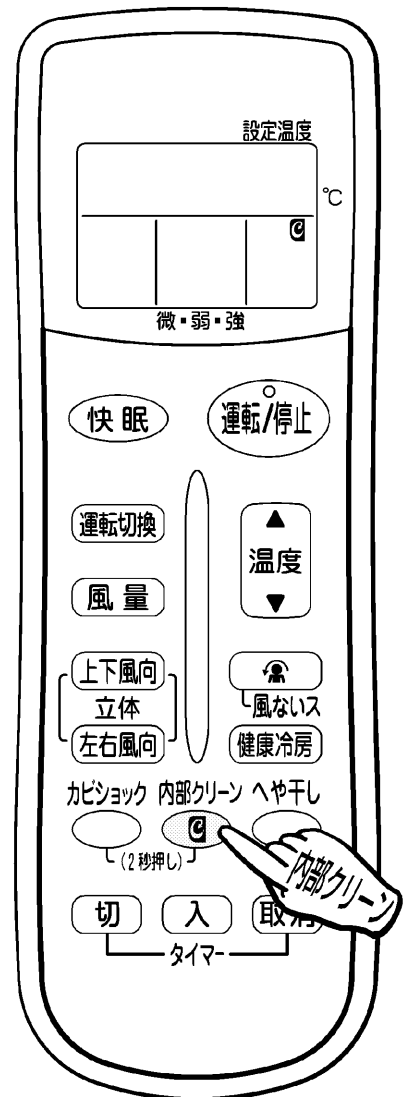 設定温度
℃
微・弱・強
快眠
運転/停止
運転切換
▲
温度
▼
風量
上下風向
立体
左右風向
風ないス
健康冷房
カビショック 内部クリーン へや干し
(2秒押し)
内部クリーン
切 入 取消
タイマー